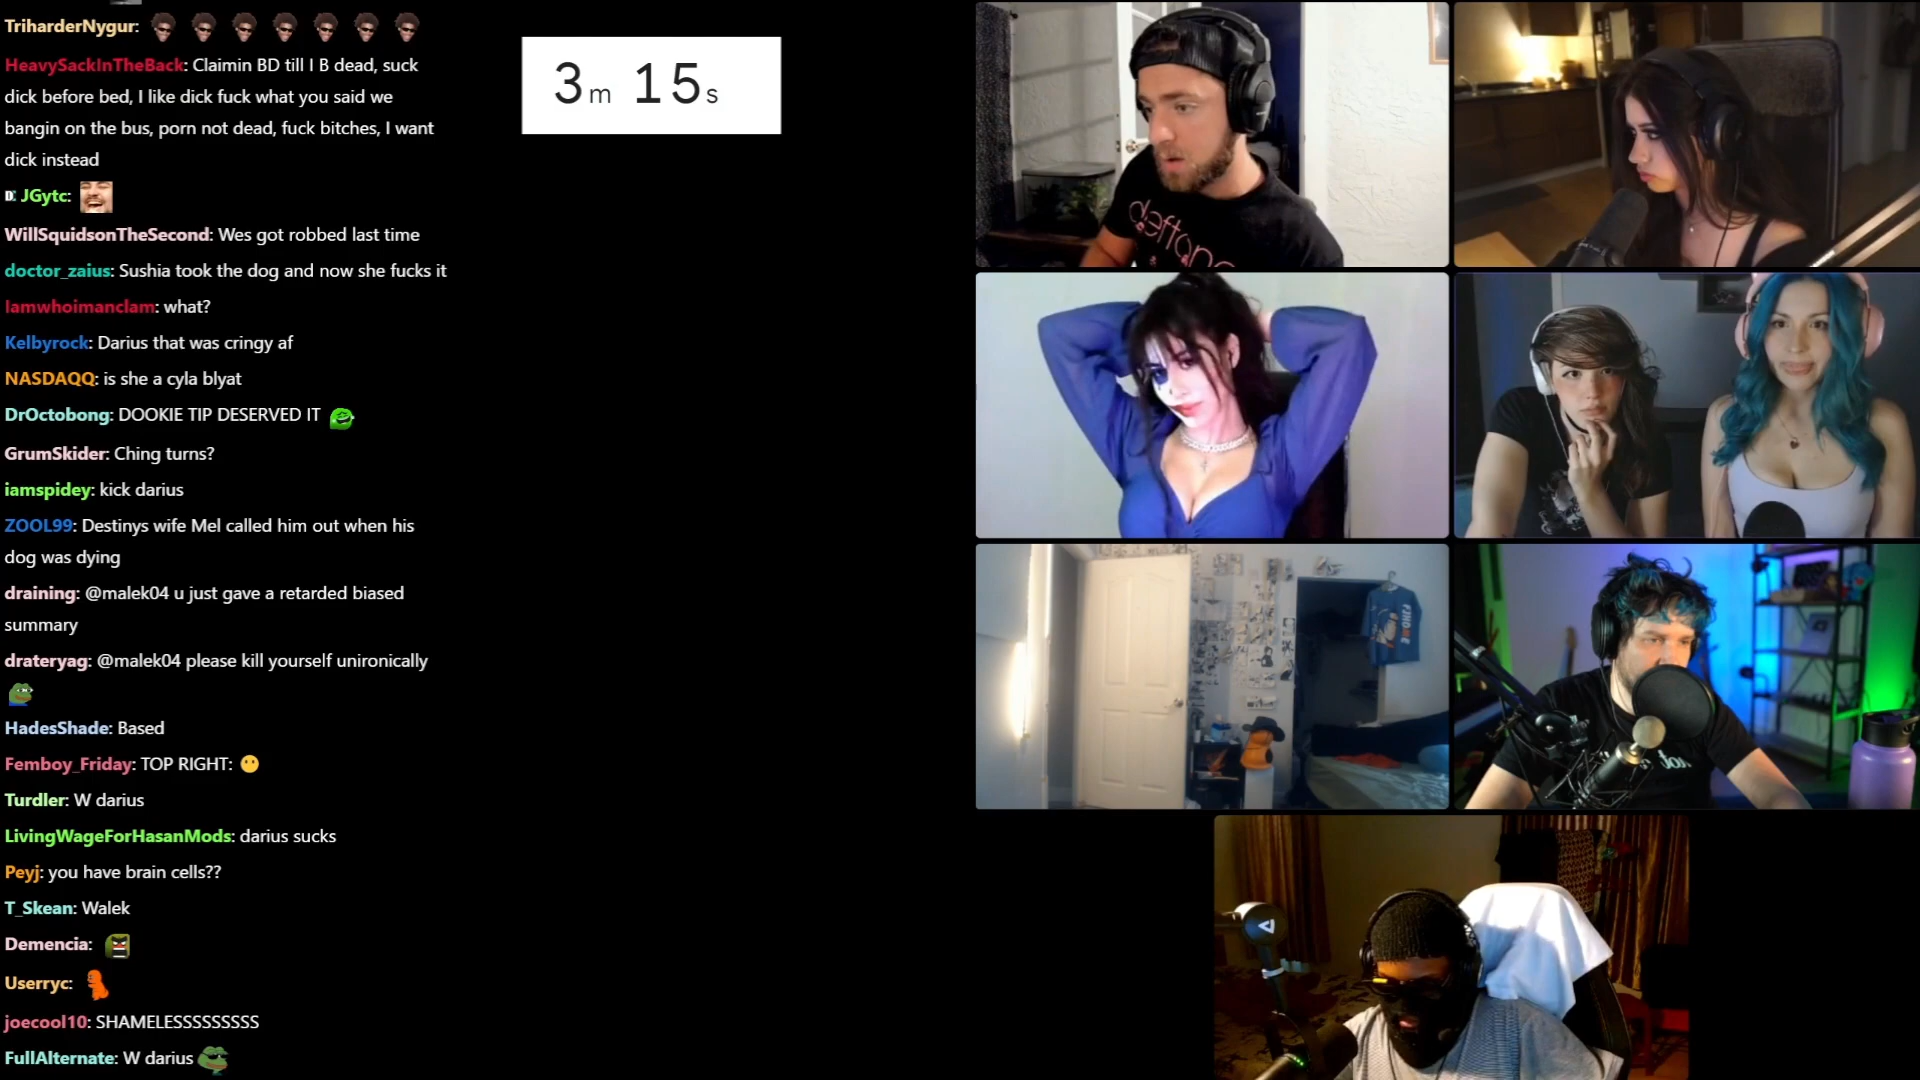 TriharderNygur:
HeavySackInTheBack: Claimin BD till I B dead, suck
dick before bed, I like dick fuck what you said we
bangin on the bus, porn not dead, fuck bitches, I want
dick instead
JGytc:
WillSquidsonTheSecond: Wes got robbed last time
doctor_zaius: Sushia took the dog and now she fucks it
Iamwhoimanclam: what?
Kelbyrock: Darius that was cringy af
NASDAQQ: is she a cyla blyat
DrOctobong: DOOKIE TIP DESERVED IT
GrumSkider: Ching turns?
iamspidey: kick darius
ZOOL99: Destinys wife Mel called him out when his
dog was dying
draining: @malek04 u just gave a retarded biased
summary
drateryag: @malek04 please kill yourself unironically
HadesShade: Based
Femboy_Friday: TOP RIGHT:
Turdler: W darius
LivingWageForHasanMods: darius sucks
Peyj: you have brain cells??
T_Skean: Walek
Demencia:
Userryc:
joecool10: SHAMELESSSSSSSSS
FullAlternate: W darius
3m 15s
deftones